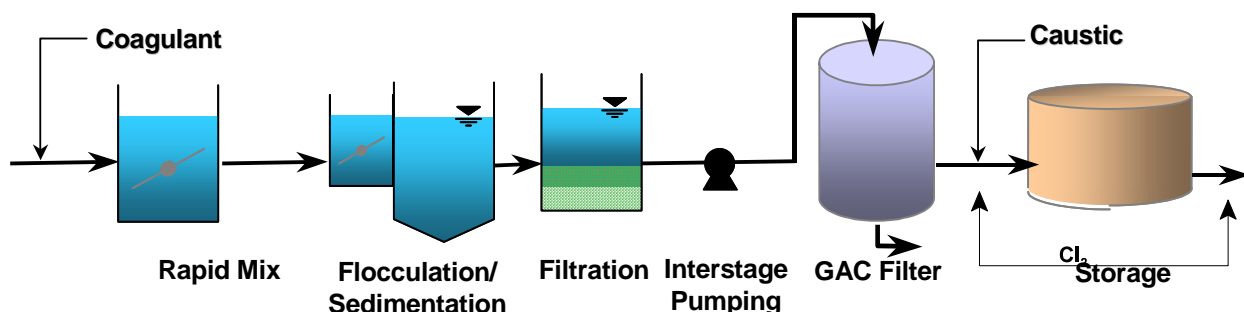 Coagulant
Caustic
Rapid Mix
Flocculation/
Sedimentation
Filtration
Interstage
Pumping
GAC Filter
Cl₂
Storage